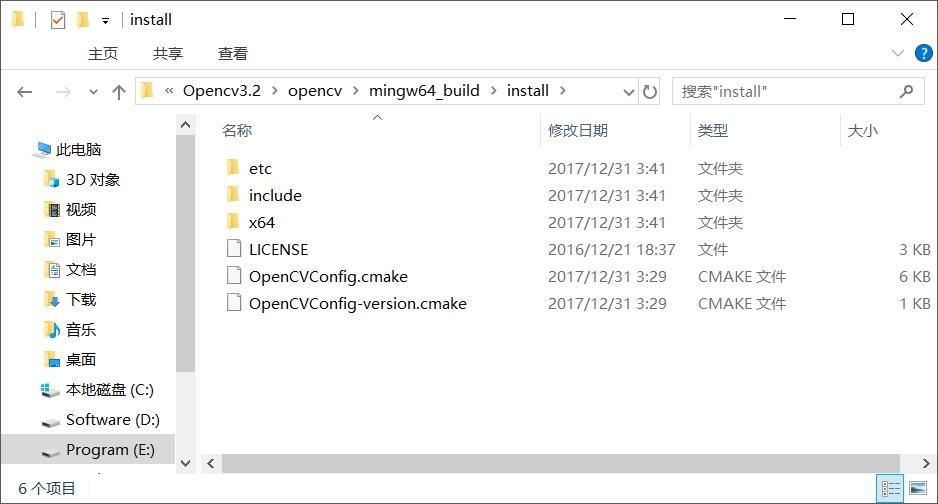 install
主页 共享 查看
« Opencv3.2 > opencv > mingw64_build > install > 搜索"install"
名称 修改日期 类型 大小
此电脑
3D 对象
视频
图片
文档
下载
音乐
桌面
本地磁盘 (C:)
Software (D:)
Program (E:)
etc 2017/12/31 3:41 文件夹
include 2017/12/31 3:41 文件夹
x64 2017/12/31 3:41 文件夹
LICENSE 2016/12/21 18:37 文件 3 KB
OpenCVConfig.cmake 2017/12/31 3:29 CMAKE 文件 6 KB
OpenCVConfig-version.cmake 2017/12/31 3:29 CMAKE 文件 1 KB
6 个项目